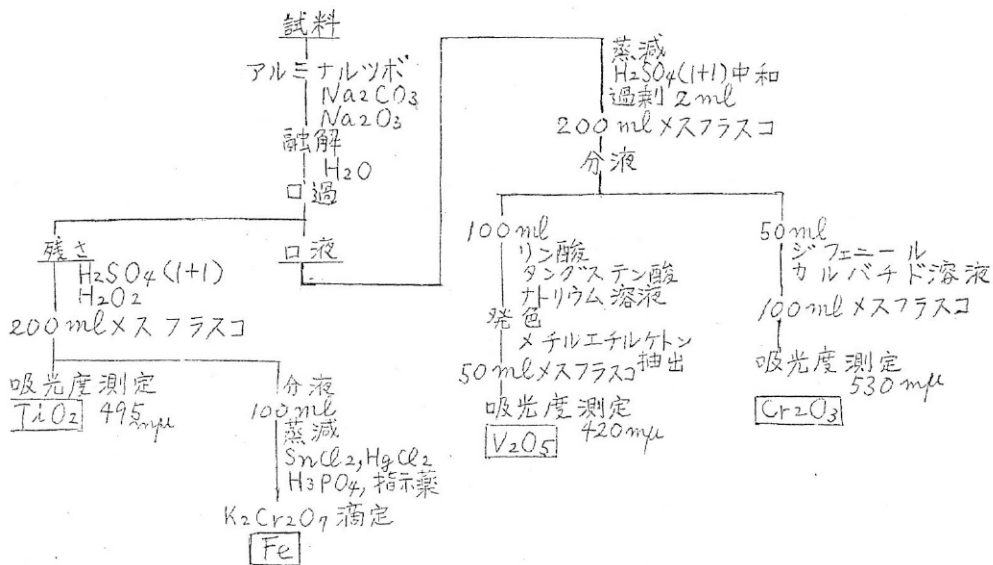 試料
アルミナルツボ
Na2CO3
Na2O3
融解
H2O
口過
残さ
H2SO4(1+1)
H2O2
200mlメスフラスコ
吸光度測定
TiO2 495mμ
分液
100ml
蒸減
SnCl2,HgCl2
H3PO4,指示薬
K2Cr2O7滴定
Fe
口液
蒸減
H2SO4(1+1)中和
過剰2ml
200mlメスフラスコ
分液
100ml
リン酸
タングステン酸
ナトリウム溶液
発色
メチルエチルケトン
抽出
50mlメスフラスコ
吸光度測定
420mμ
V2O5
50ml
ジフェニール
カルバチド溶液
100mlメスフラスコ
吸光度測定
530mμ
Cr2O3